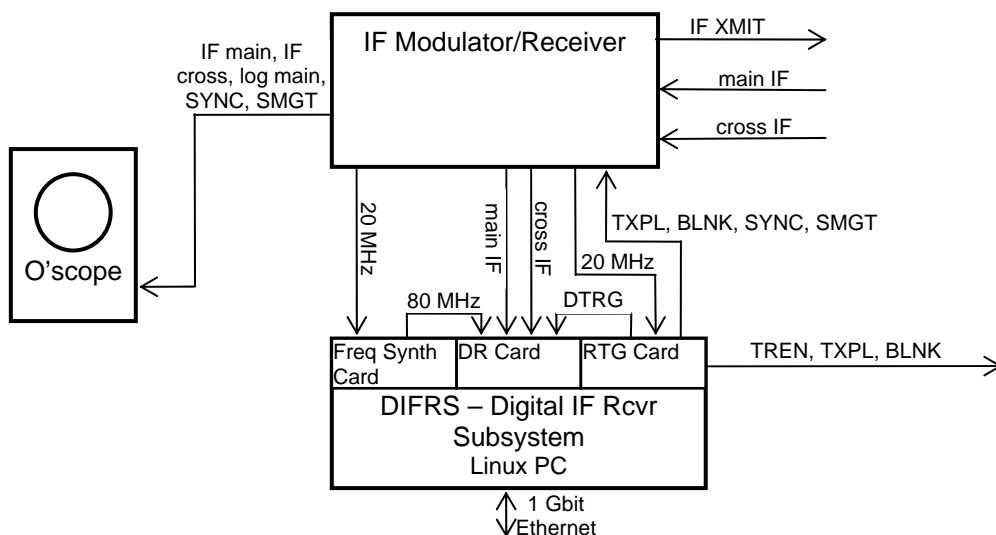 IF Modulator/Receiver
IF XMIT
main IF
cross IF
IF main, IF
cross, log main,
SYNC, SMGT
O'scope
20 MHz
main IF
cross IF
TXPL, BLNK, SYNC, SMGT
20 MHz
80 MHz
DTRG
Freq Synth
Card
DR Card
RTG Card
TREN, TXPL, BLNK
DIFRS – Digital IF Rcvr
Subsystem
Linux PC
1 Gbit
Ethernet